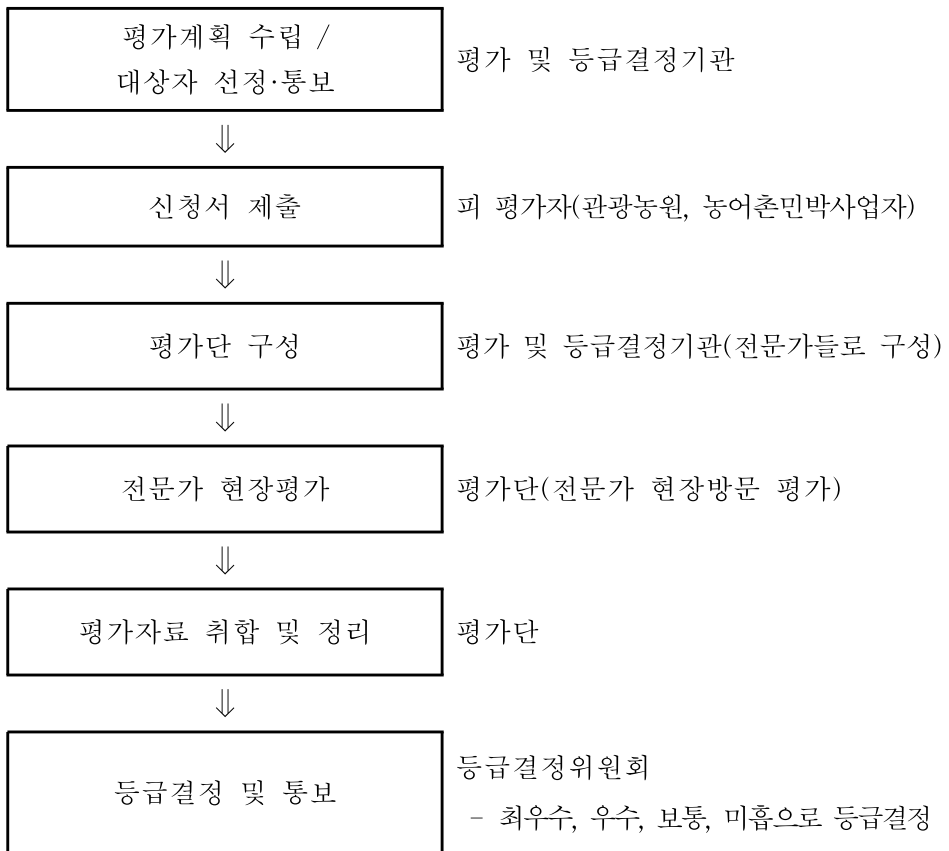 평가계획 수립 /
대상자 선정·통보
평가 및 등급결정기관
⇓
신청서 제출
피 평가자(관광농원, 농어촌민박사업자)
⇓
평가단 구성
평가 및 등급결정기관(전문가들로 구성)
⇓
전문가 현장평가
평가단(전문가 현장방문 평가)
⇓
평가자료 취합 및 정리
평가단
⇓
등급결정 및 통보
등급결정위원회
- 최우수, 우수, 보통, 미흡으로 등급결정